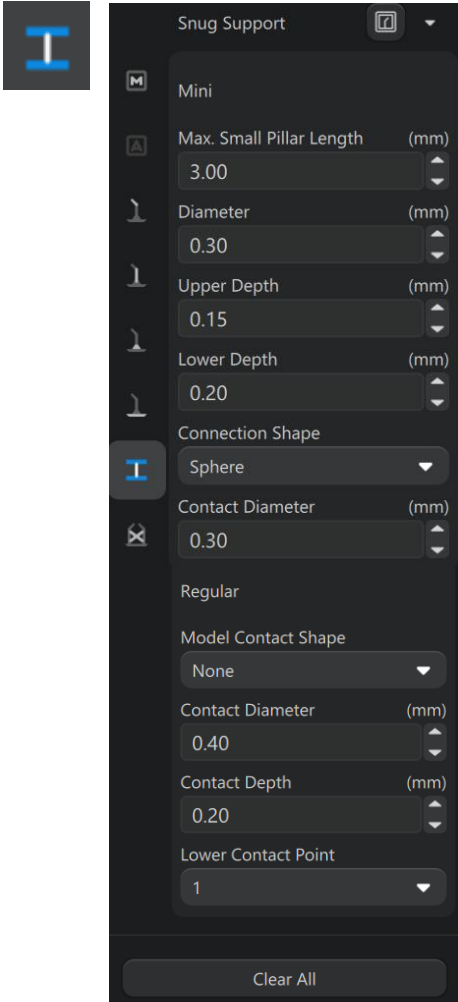 Snug Support
M
Mini
A
Max. Small Pillar Length (mm)
3.00
Diameter (mm)
0.30
Upper Depth (mm)
0.15
Lower Depth (mm)
0.20
Connection Shape
Sphere
Contact Diameter (mm)
0.30
Regular
Model Contact Shape
None
Contact Diameter (mm)
0.40
Contact Depth (mm)
0.20
Lower Contact Point
1
Clear All